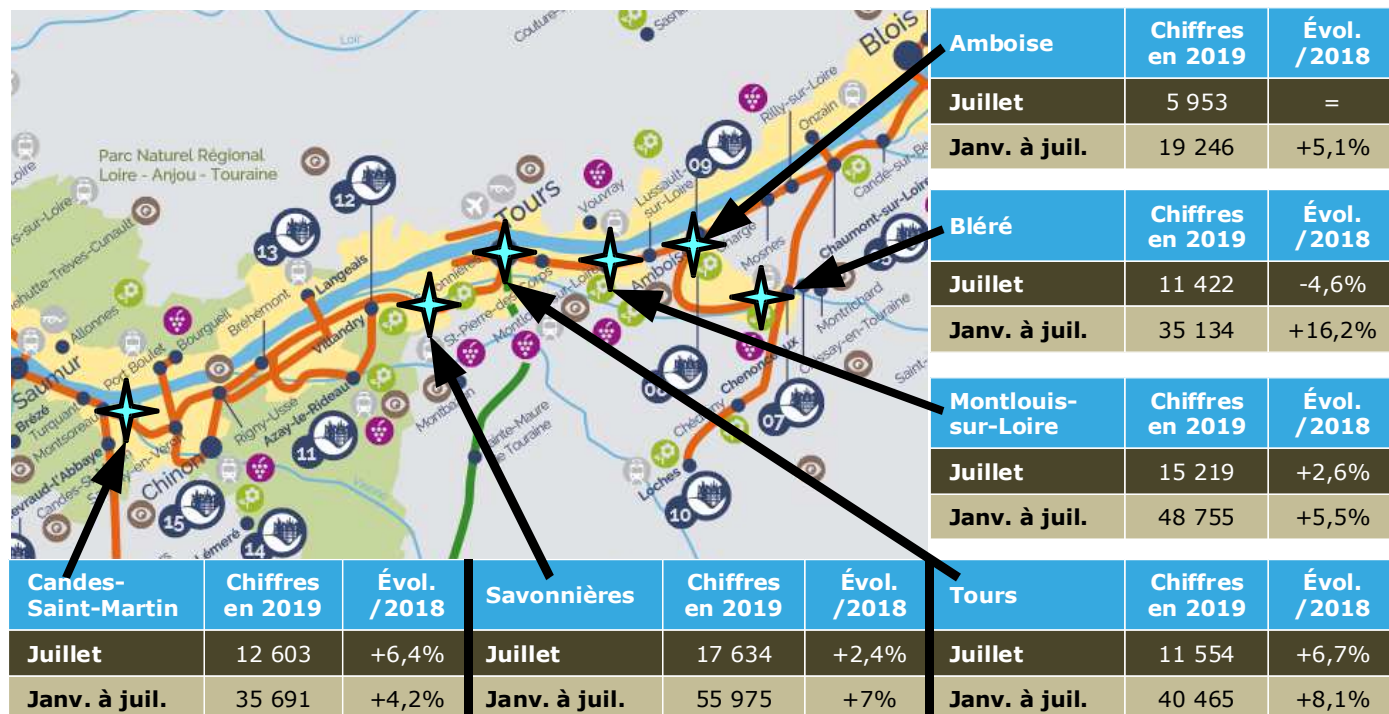 Loir
Blois
Parc Naturel Régional
Loire - Anjou - Touraine
Rilly-sur-Loire
Onzain
Tours
Vouvray
Lussault-
sur-Loire
Chargé
Mosnes
Chaumont-sur-Loire
Langeais
Bréhémont
Bourgueil
Port Boulet
Allonnes
Saumur
Brézé
Turquant
Montsoreau
Villandry
St-Pierre-des-Corps
Montrichard
Chenonceaux
Montbazon
Rigny-Ussé
Azay-le-Rideau
Chinon
Chédigny
Loches
Lémeré
12
13
09
08
07
10
11
15
14
Amboise
Chiffres
en 2019
Évol.
/2018
Juillet 5 953 =
Janv. à juil. 19 246 +5,1%
Bléré
Chiffres
en 2019
Évol.
/2018
Juillet 11 422 -4,6%
Janv. à juil. 35 134 +16,2%
Montlouis-
sur-Loire
Chiffres
en 2019
Évol.
/2018
Juillet 15 219 +2,6%
Janv. à juil. 48 755 +5,5%
Candes-
Saint-Martin
Chiffres
en 2019
Évol.
/2018
Juillet 12 603 +6,4%
Janv. à juil. 35 691 +4,2%
Savonnières
Chiffres
en 2019
Évol.
/2018
Juillet 17 634 +2,4%
Janv. à juil. 55 975 +7%
Tours
Chiffres
en 2019
Évol.
/2018
Juillet 11 554 +6,7%
Janv. à juil. 40 465 +8,1%